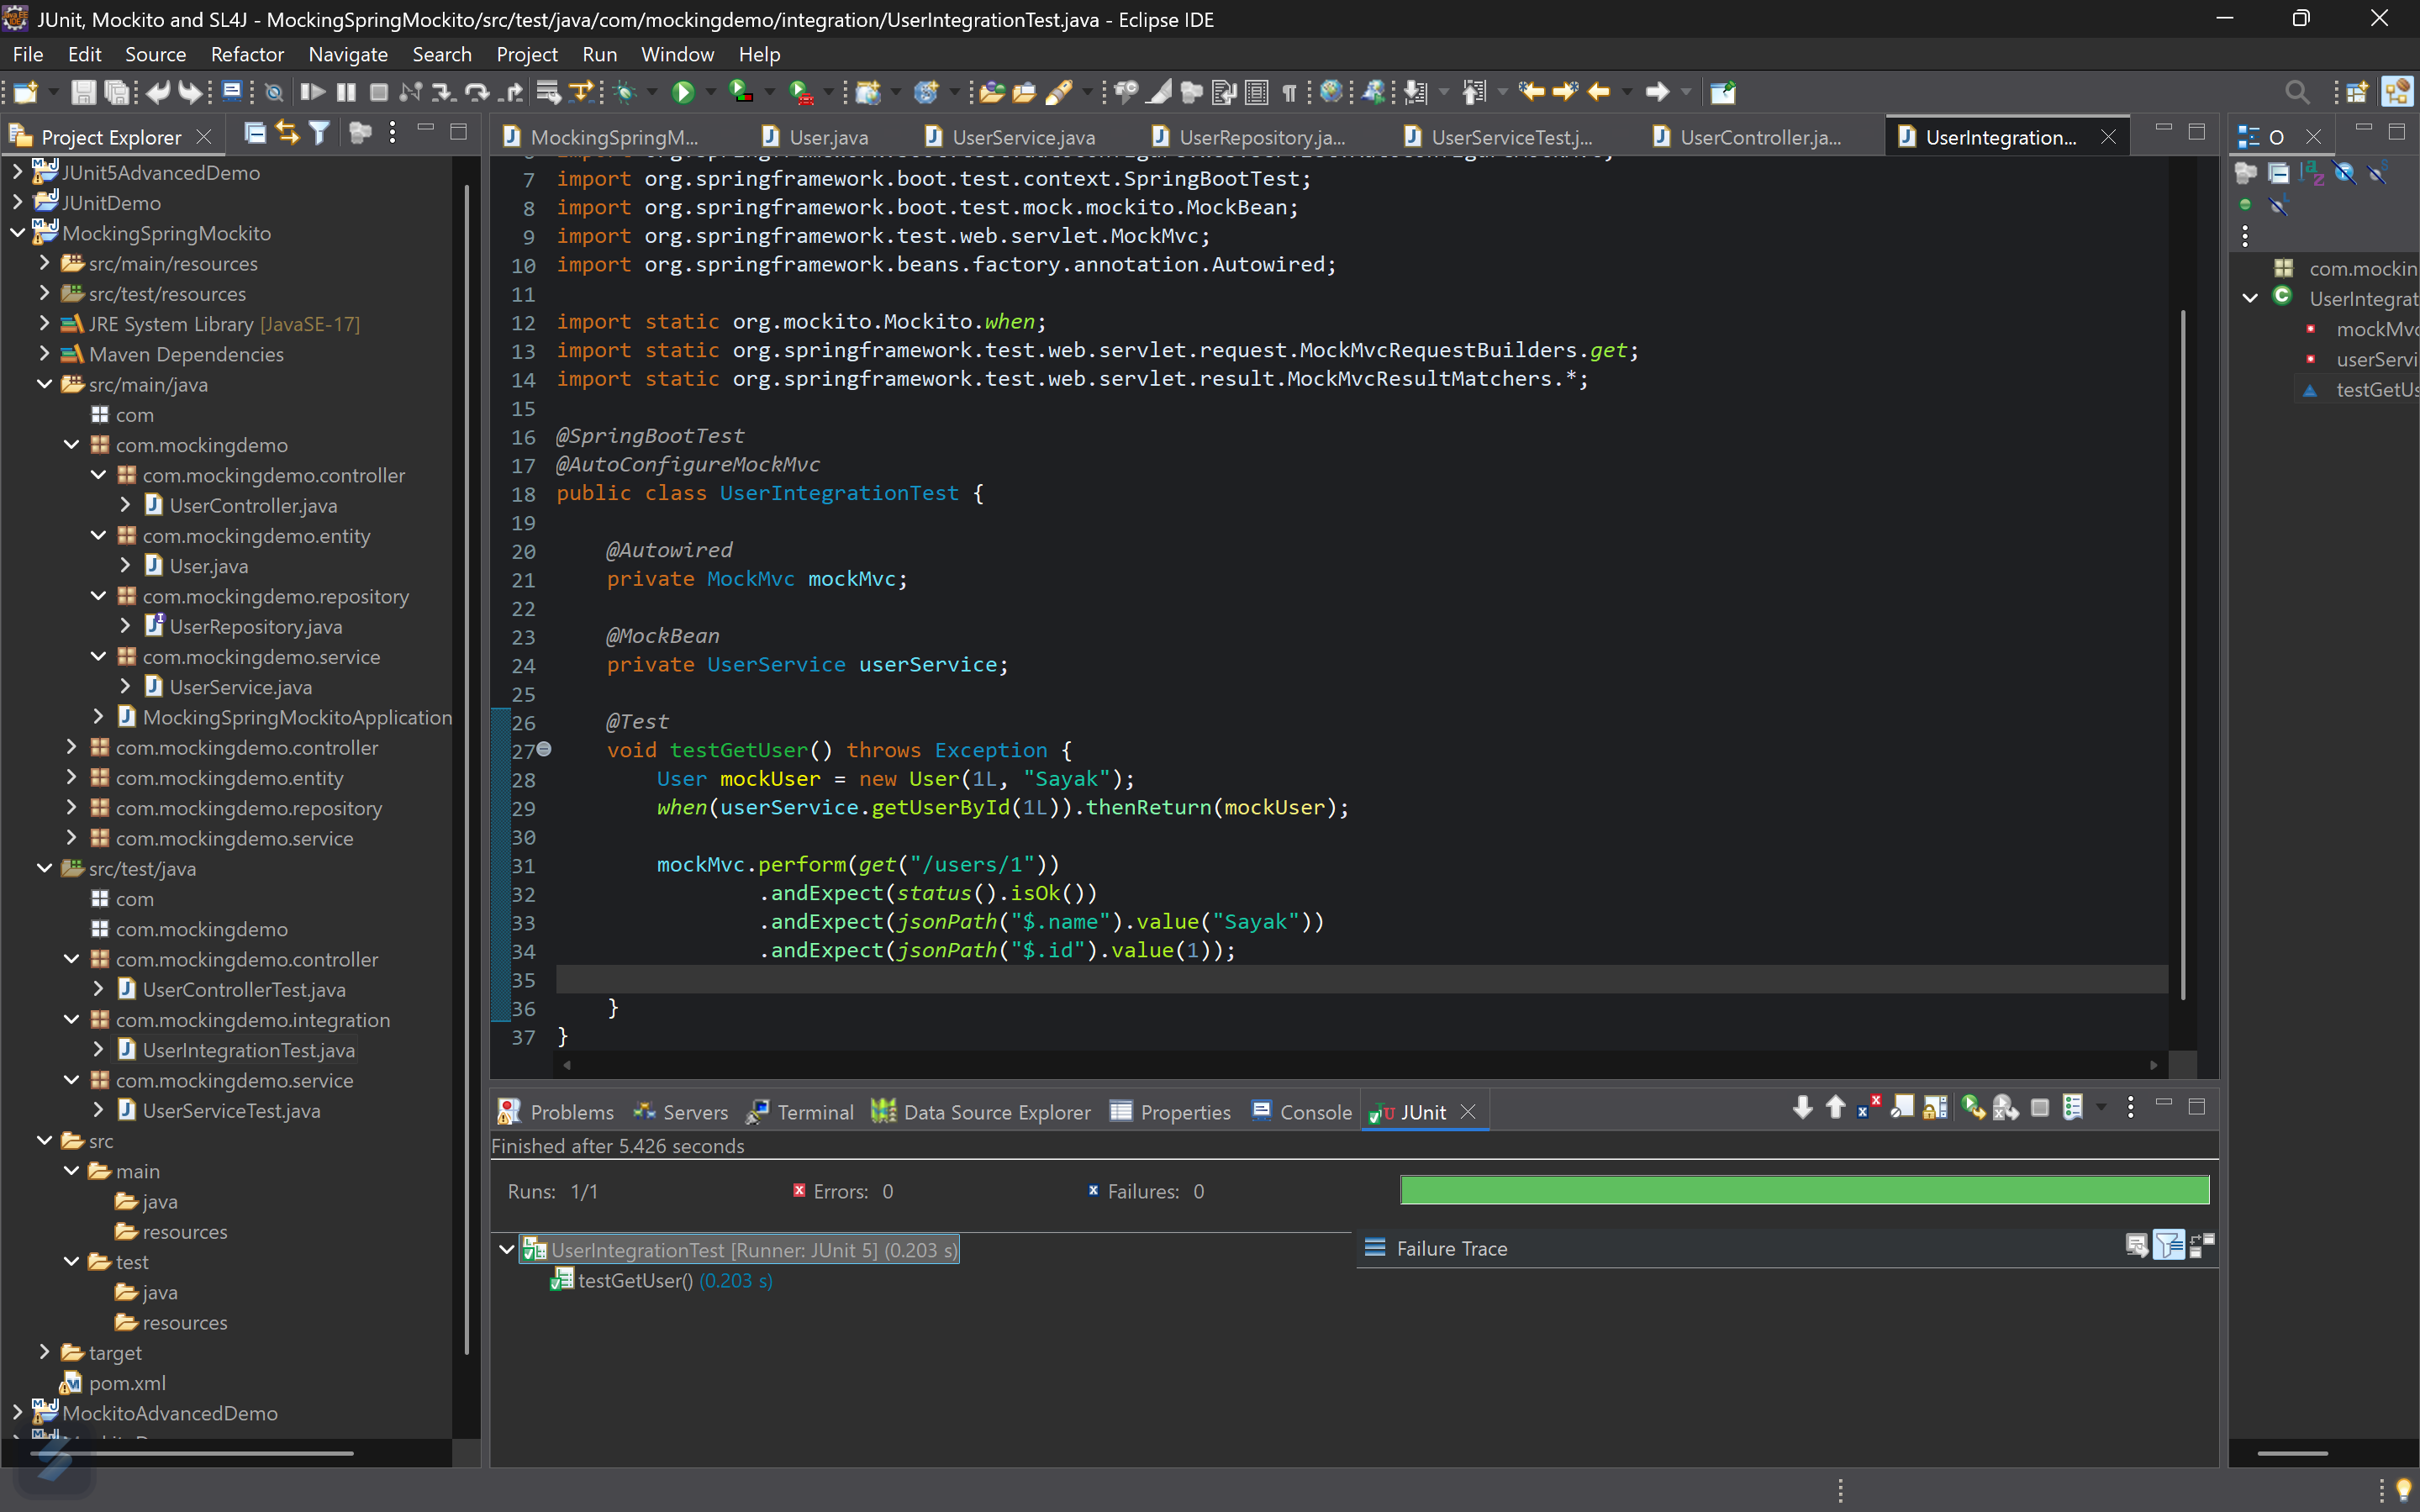 JUnit, Mockito and SL4J - MockingSpringMockito/src/test/java/com/mockingdemo/integration/UserIntegrationTest.java - Eclipse IDE
File Edit Source Refactor Navigate Search Project Run Window Help
Project Explorer
JUnit5AdvancedDemo
JUnitDemo
MockingSpringMockito
src/main/resources
src/test/resources
JRE System Library [JavaSE-17]
Maven Dependencies
src/main/java
com
com.mockingdemo
com.mockingdemo.controller
UserController.java
com.mockingdemo.entity
User.java
com.mockingdemo.repository
UserRepository.java
com.mockingdemo.service
UserService.java
MockingSpringMockitoApplication
com.mockingdemo.controller
com.mockingdemo.entity
com.mockingdemo.repository
com.mockingdemo.service
src/test/java
com
com.mockingdemo
com.mockingdemo.controller
UserControllerTest.java
com.mockingdemo.integration
UserIntegrationTest.java
com.mockingdemo.service
UserServiceTest.java
src
main
java
resources
test
java
resources
target
pom.xml
MockitoAdvancedDemo
MockingSpringM... User.java UserService.java UserRepository.ja... UserServiceTest.j... UserController.ja... UserIntegration...
7 import org.springframework.boot.test.context.SpringBootTest;
8 import org.springframework.boot.test.mock.mockito.MockBean;
9 import org.springframework.test.web.servlet.MockMvc;
10 import org.springframework.beans.factory.annotation.Autowired;
11
12 import static org.mockito.Mockito.when;
13 import static org.springframework.test.web.servlet.request.MockMvcRequestBuilders.get;
14 import static org.springframework.test.web.servlet.result.MockMvcResultMatchers.*;
15
16 @SpringBootTest
17 @AutoConfigureMockMvc
18 public class UserIntegrationTest {
19
20 @Autowired
21 private MockMvc mockMvc;
22
23 @MockBean
24 private UserService userService;
25
26 @Test
27 void testGetUser() throws Exception {
28 User mockUser = new User(1L, "Sayak");
29 when(userService.getUserById(1L)).thenReturn(mockUser);
30
31 mockMvc.perform(get("/users/1"))
32 .andExpect(status().isOk())
33 .andExpect(jsonPath("$.name").value("Sayak"))
34 .andExpect(jsonPath("$.id").value(1));
35
36 }
37 }
O
com.mockin
UserIntegrat
mockMvc
userServi
testGetUs
Problems Servers Terminal Data Source Explorer Properties Console JUnit
Finished after 5.426 seconds
Runs: 1/1 Errors: 0 Failures: 0
UserIntegrationTest [Runner: JUnit 5] (0.203 s)
testGetUser() (0.203 s)
Failure Trace